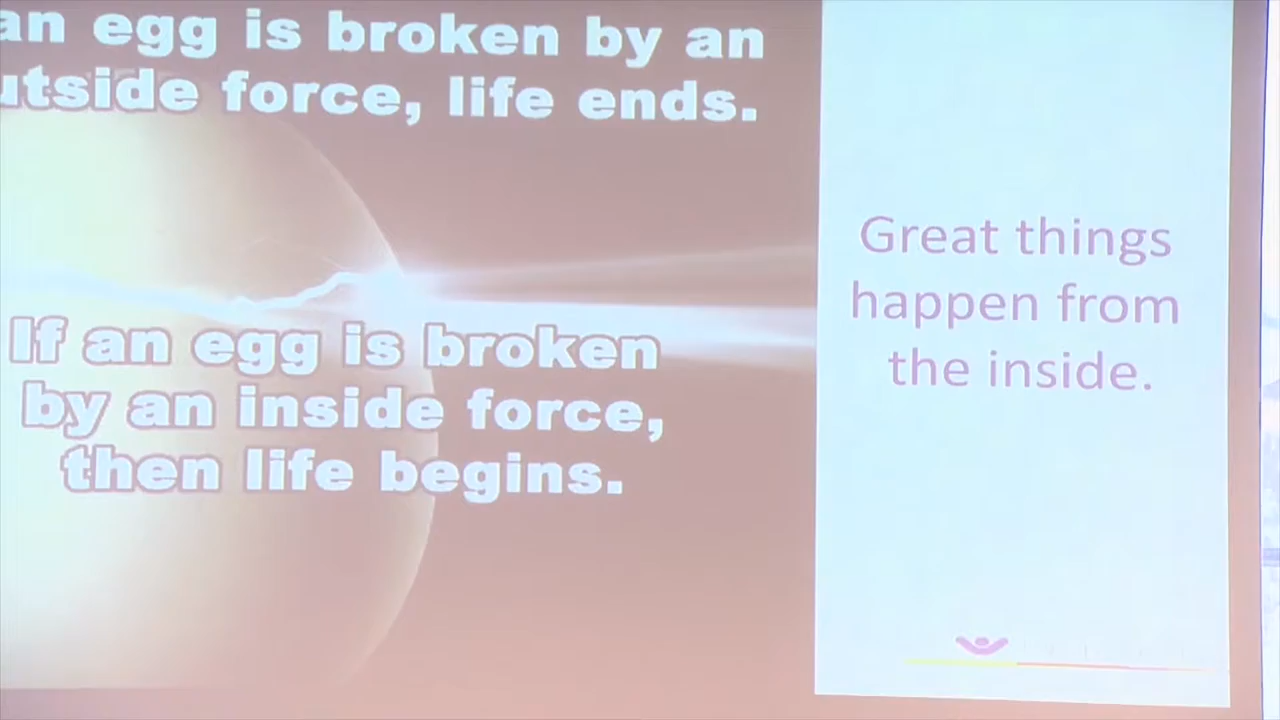 an egg is broken by an
utside force, life ends.
If an egg is broken
by an inside force,
then life begins.
Great things
happen from
the inside.